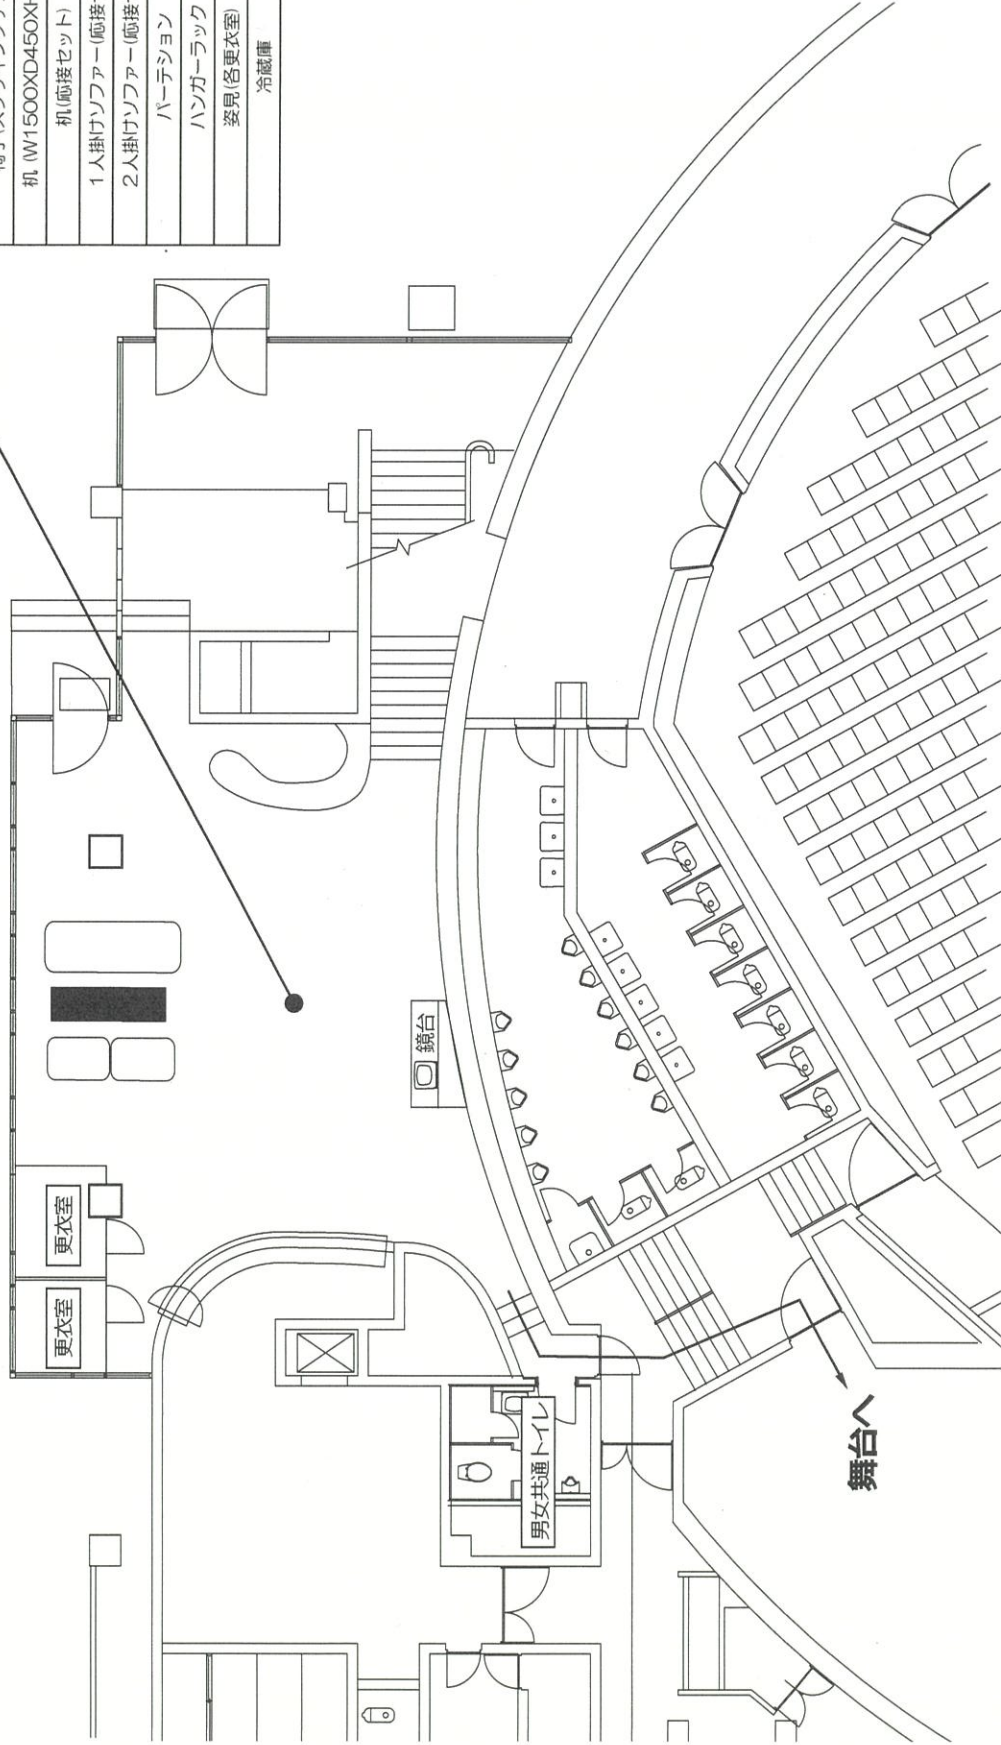 机 (W1500XD450XH
机(応接セット)
1人掛けソファー(応接セ
2人掛けソファー(応接セ
パーテション
ハンガーラック
姿見(各更衣室)
冷蔵庫
更衣室
更衣室
鏡台
男女共通トイレ
舞台へ